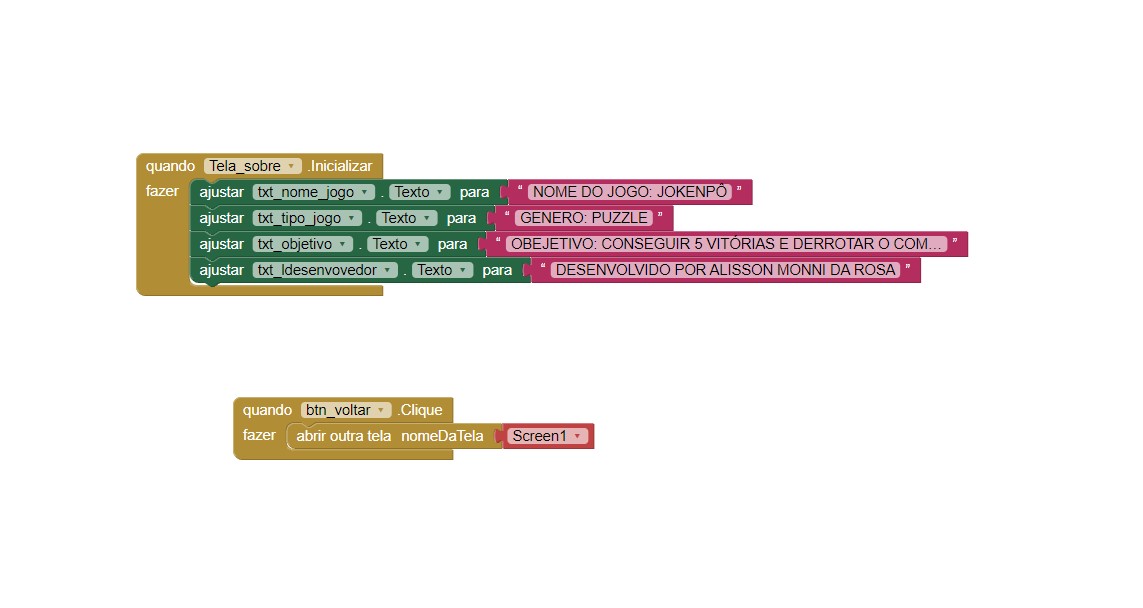 quando Tela_sobre .Inicializar
fazer ajustar txt_nome_jogo . Texto para “ NOME DO JOGO: JOKENPÔ ”
ajustar txt_tipo_jogo . Texto para “ GENERO: PUZZLE ”
ajustar txt_objetivo . Texto para “ OBEJETIVO: CONSEGUIR 5 VITÓRIAS E DERROTAR O COM... ”
ajustar txt_ldesenvovedor . Texto para “ DESENVOLVIDO POR ALISSON MONNI DA ROSA ”
quando btn_voltar .Clique
fazer abrir outra tela nomeDaTela Screen1